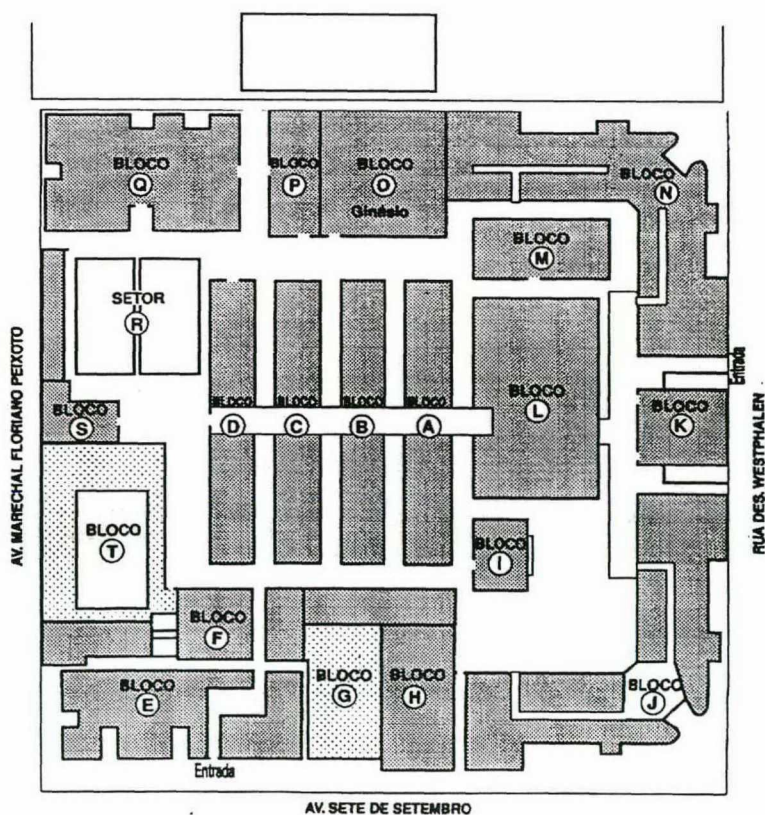 BLOCO
Q
BLOCO
P
BLOCO
O
Ginásio
BLOCO
N
BLOCO
M
SETOR
R
AV. MARECHAL FLORIANO PEIXOTO
BLOCO
S
BLOCO
D
BLOCO
C
BLOCO
B
BLOCO
A
BLOCO
L
Entrada
BLOCO
K
RUA DES. WESTPHALEN
BLOCO
T
BLOCO
I
BLOCO
F
BLOCO
E
BLOCO
G
BLOCO
H
BLOCO
J
Entrada
AV. SETE DE SETEMBRO